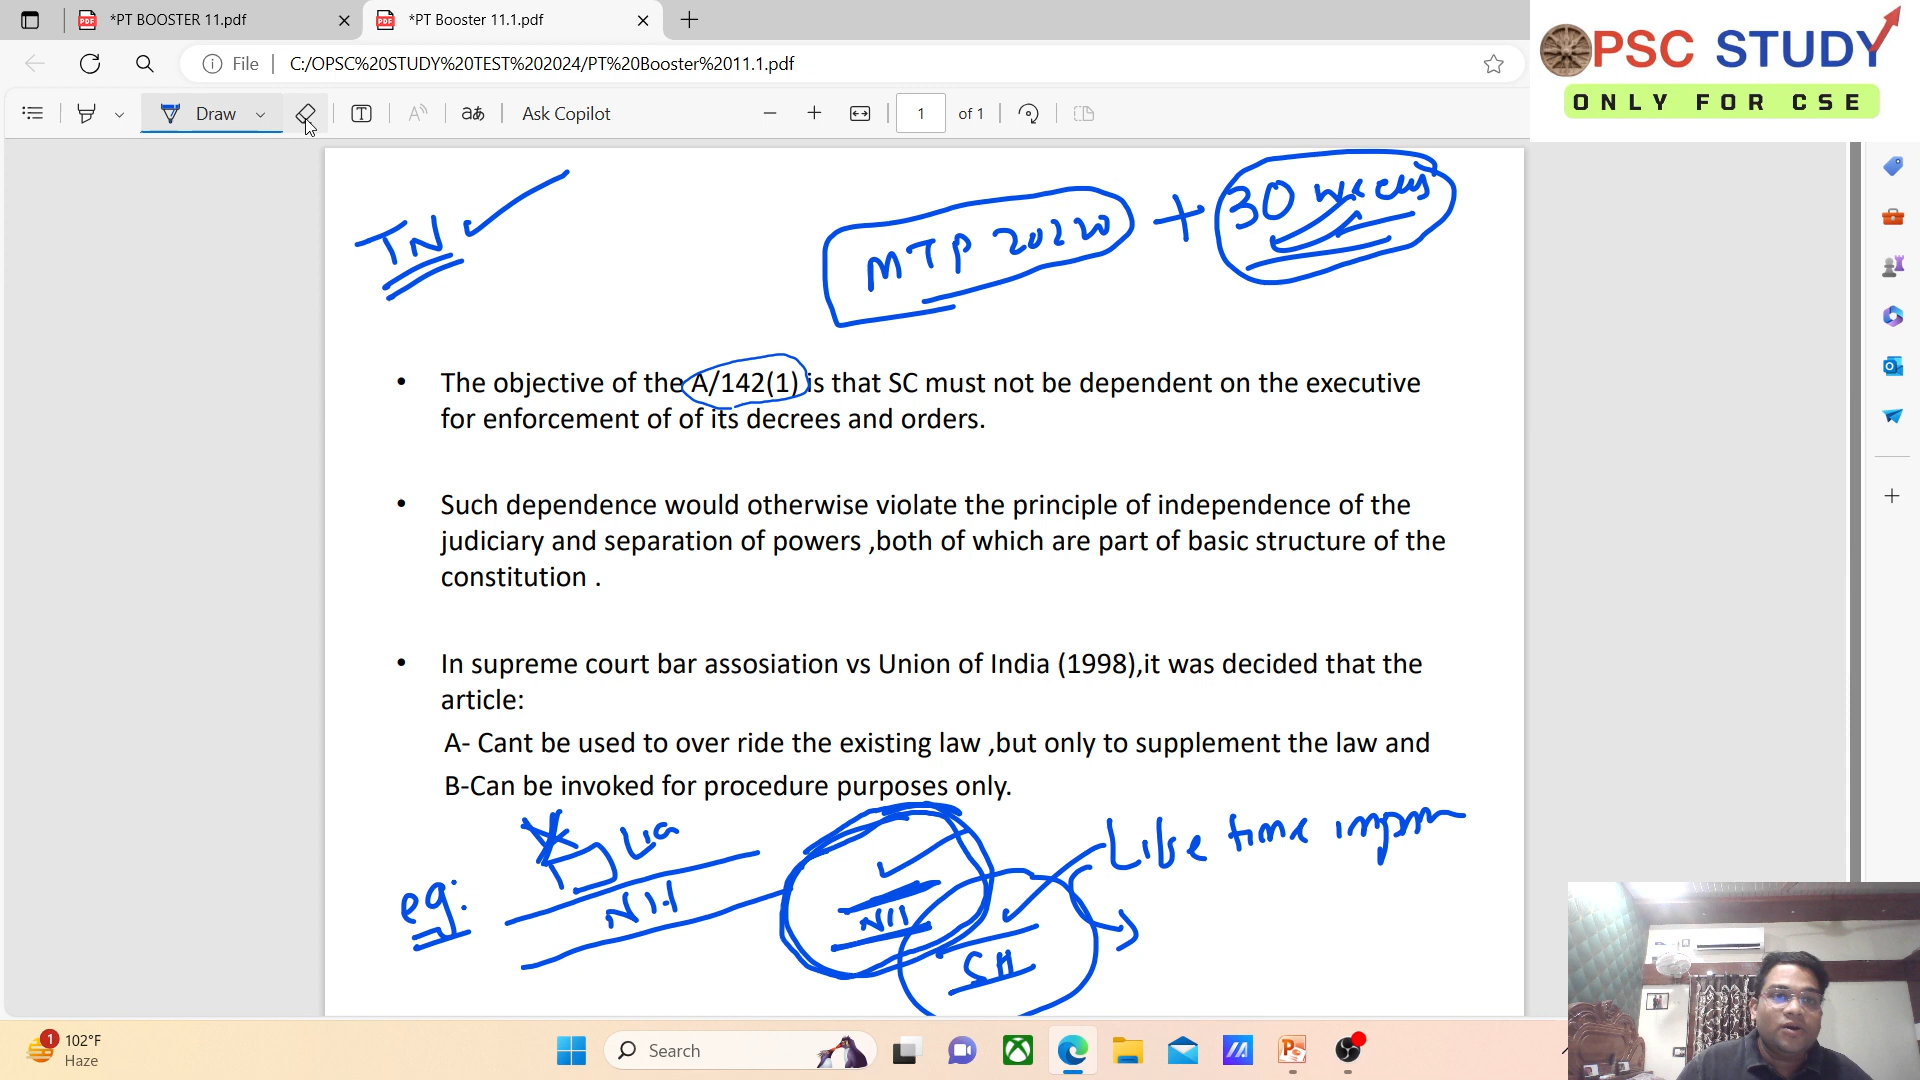 *PT BOOSTER 11.pdf
*PT Booster 11.1.pdf
File
C:/OPSC%20STUDY%20TEST%202024/PT%20Booster%2011.1.pdf
PSC STUDY
ONLY FOR CSE
Draw
aあ
Ask Copilot
1
of 1
TN
MTP 20220 + 30 weeks
• The objective of the A/142(1) is that SC must not be dependent on the executive
for enforcement of of its decrees and orders.
• Such dependence would otherwise violate the principle of independence of the
judiciary and separation of powers ,both of which are part of basic structure of the
constitution .
• In supreme court bar assosiation vs Union of India (1998),it was decided that the
article:
A- Cant be used to over ride the existing law ,but only to supplement the law and
B-Can be invoked for procedure purposes only.
eg:
NH
NH
SH
time
1
102°F
Haze
Search